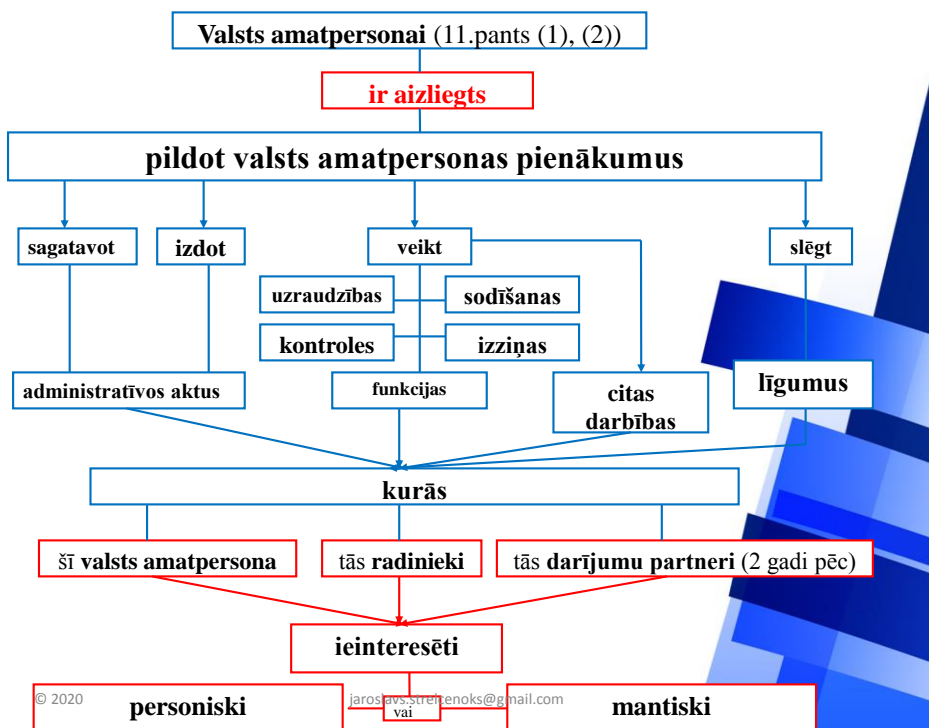 Valsts amatpersonai (11.pants (1), (2))
ir aizliegts
pildot valsts amatpersonas pienākumus
sagatavot
izdot
veikt
slēgt
uzraudzības
sodīšanas
kontroles
izziņas
administratīvos aktus
funkcijas
citas
darbības
līgumus
kurās
šī valsts amatpersona
tās radinieki
tās darījumu partneri (2 gadi pēc)
ieinteresēti
© 2020
jaroslavs.strelcenoks@gmail.com
personiski
vai
mantiski